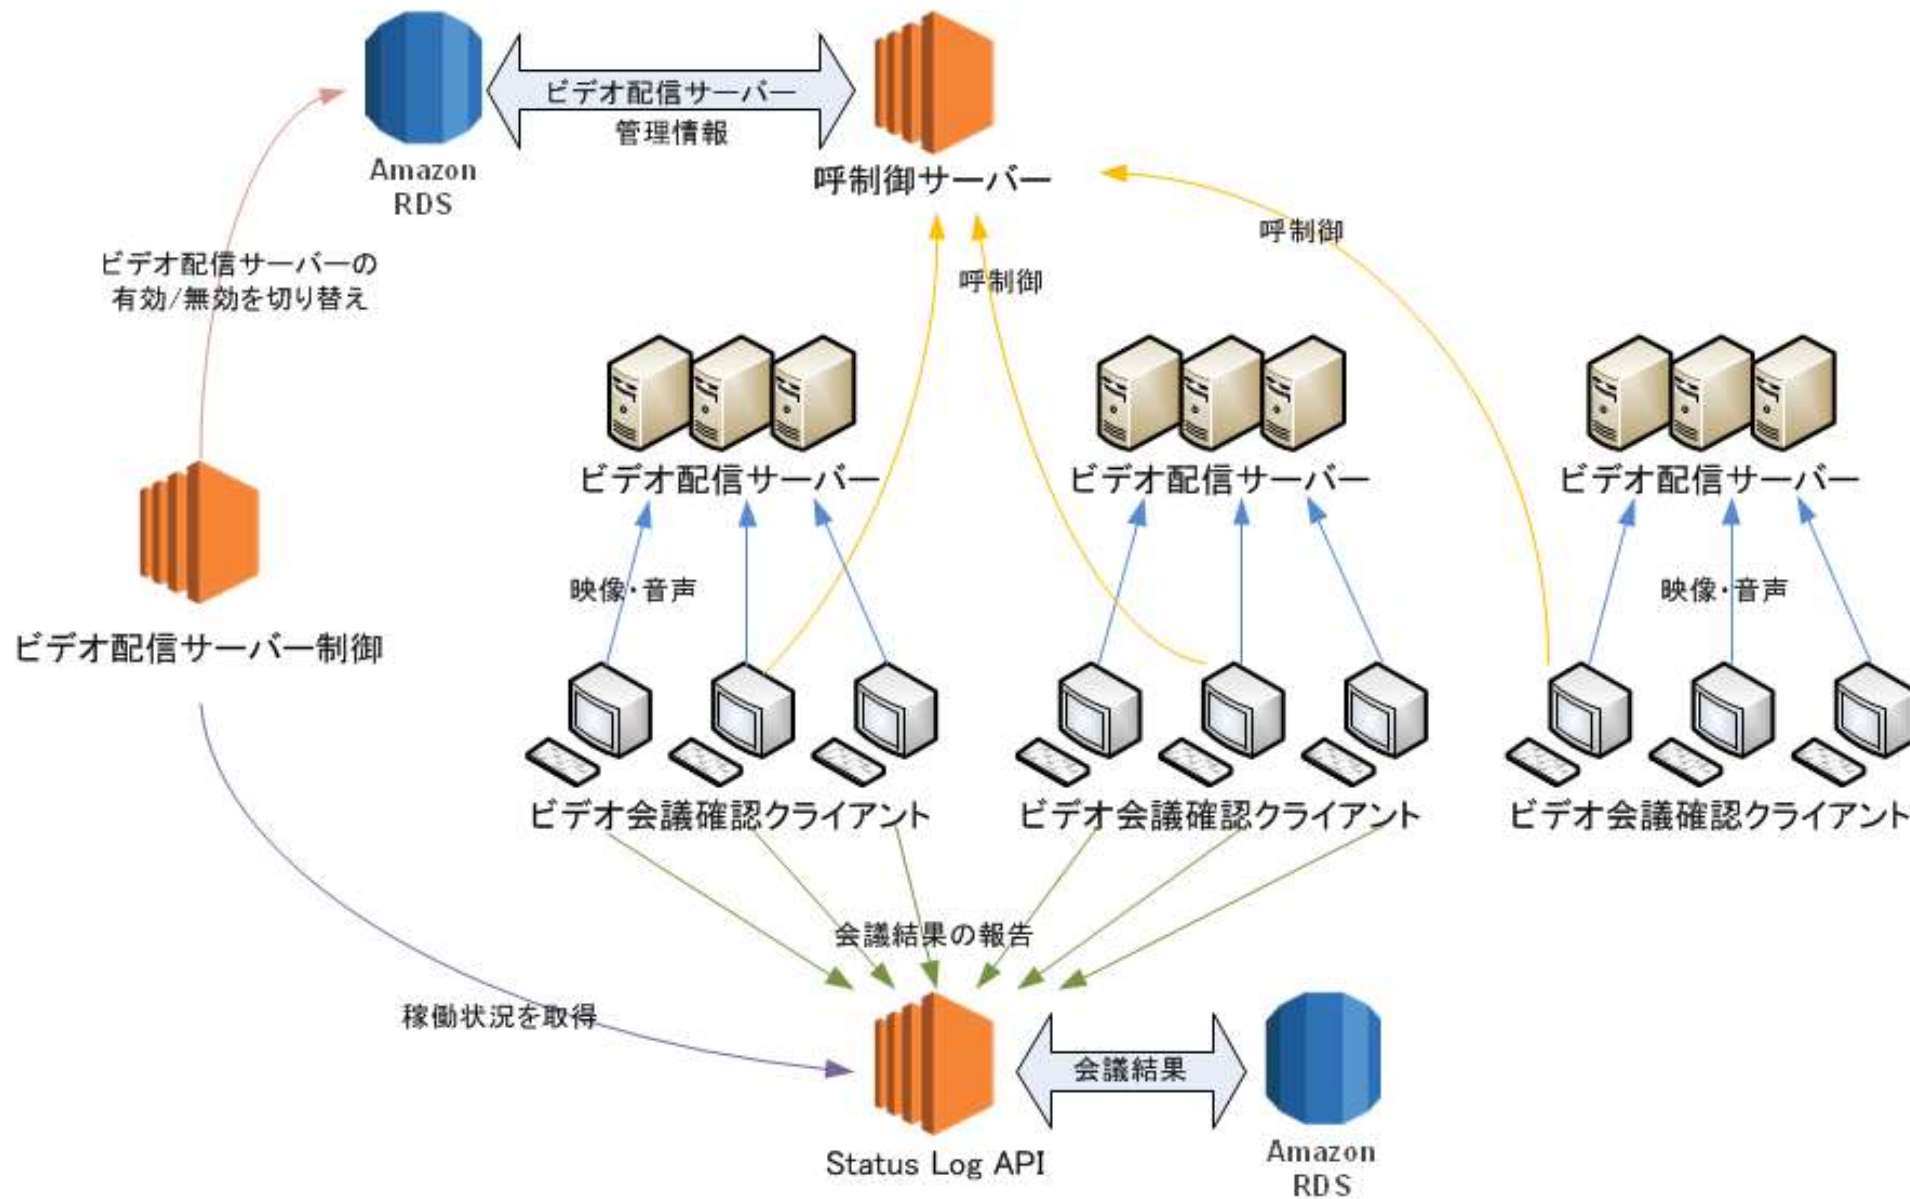 ビデオ配信サーバー
管理情報
Amazon
RDS
呼制御サーバー
呼制御
ビデオ配信サーバーの
有効/無効を切り替え
呼制御
ビデオ配信サーバー
ビデオ配信サーバー
ビデオ配信サーバー
映像・音声
映像・音声
ビデオ配信サーバー制御
ビデオ会議確認クライアント
ビデオ会議確認クライアント
ビデオ会議確認クライアント
会議結果の報告
稼働状況を取得
会議結果
Status Log API
Amazon
RDS